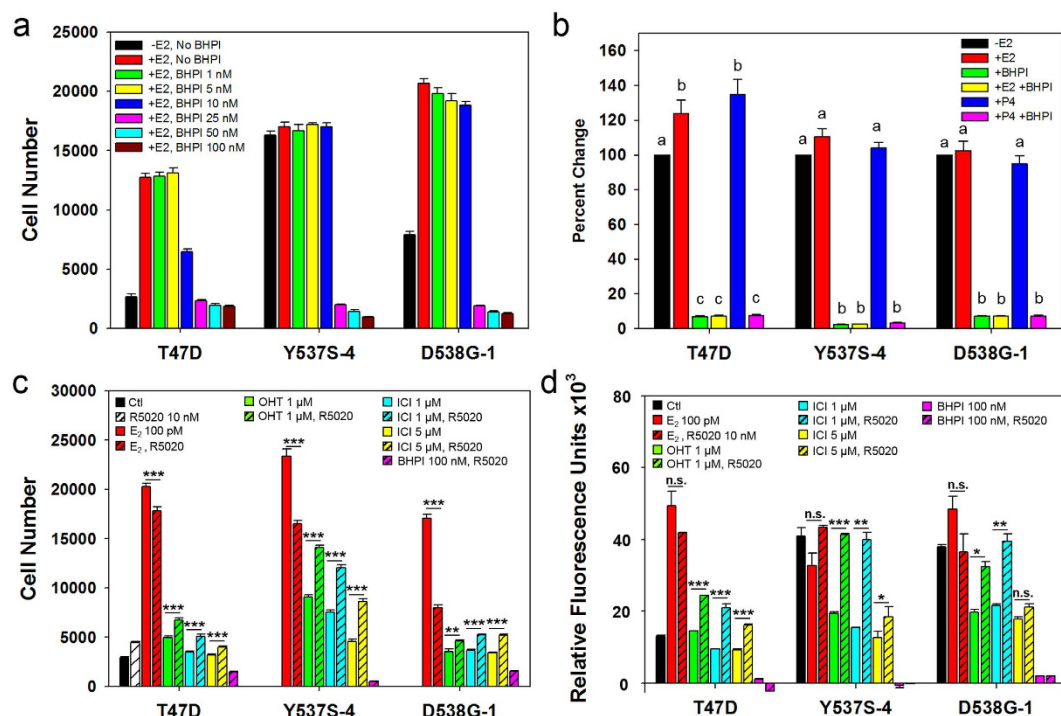 a
25000
20000
15000
10000
5000
0
Cell Number
-E2, No BHPI
+E2, No BHPI
+E2, BHPI 1 nM
+E2, BHPI 5 nM
+E2, BHPI 10 nM
+E2, BHPI 25 nM
+E2, BHPI 50 nM
+E2, BHPI 100 nM
T47D Y537S-4 D538G-1
b
160
140
120
100
80
60
40
20
0
Percent Change
-E2
+E2
+BHPI
+E2 +BHPI
+P4
+P4 +BHPI
a b c c b c
a a b b a b
a a b b a b
T47D Y537S-4 D538G-1
c
30000
25000
20000
15000
10000
5000
0
Cell Number
Ctl
R5020 10 nM
E₂ 100 pM
E₂, R5020
OHT 1 µM
OHT 1 µM, R5020
ICI 1 µM
ICI 1 µM, R5020
ICI 5 µM
ICI 5 µM, R5020
BHPI 100 nM, R5020
*** *** *** ***
*** *** *** ***
*** ** *** ***
T47D Y537S-4 D538G-1
d
80
60
40
20
0
Relative Fluorescence Units x10³
Ctl
E₂ 100 pM
E₂, R5020 10 nM
OHT 1 µM
OHT 1 µM, R5020
ICI 1 µM
ICI 1 µM, R5020
ICI 5 µM
ICI 5 µM, R5020
BHPI 100 nM
BHPI 100 nM, R5020
n.s. *** *** ***
n.s. *** ** *
n.s. * ** n.s.
T47D Y537S-4 D538G-1